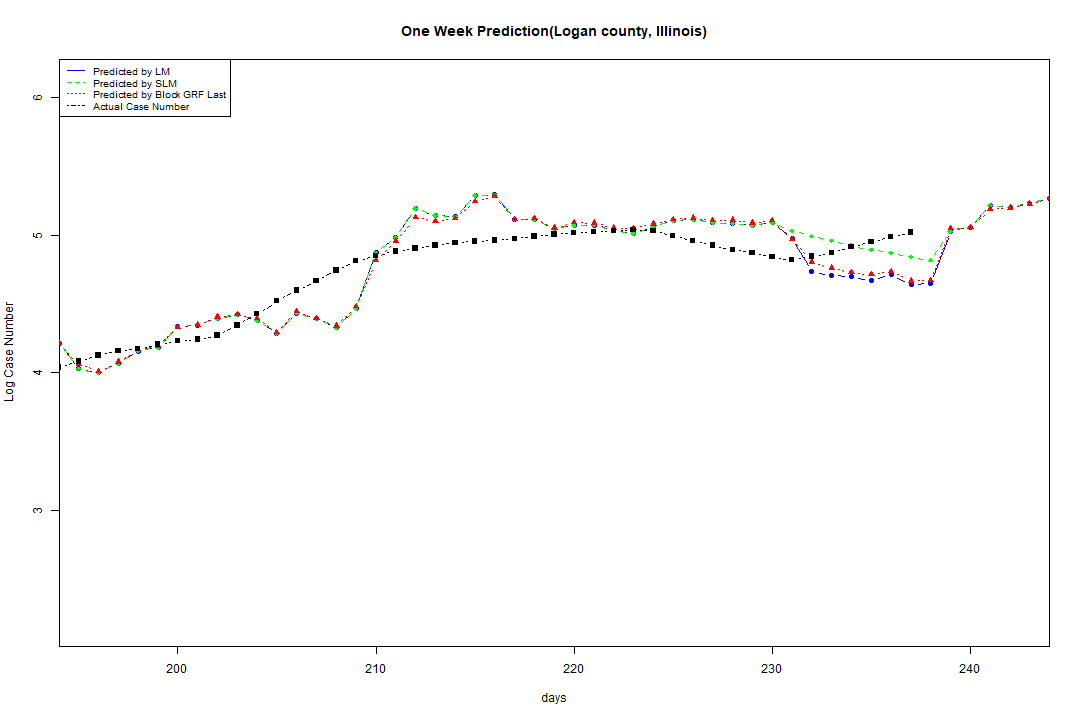 One Week Prediction(Logan county, Illinois)
Predicted by LM
Predicted by SLM
Predicted by Block GRF Last
Actual Case Number
6
5
4
3
Log Case Number
200 210 220 230 240
days